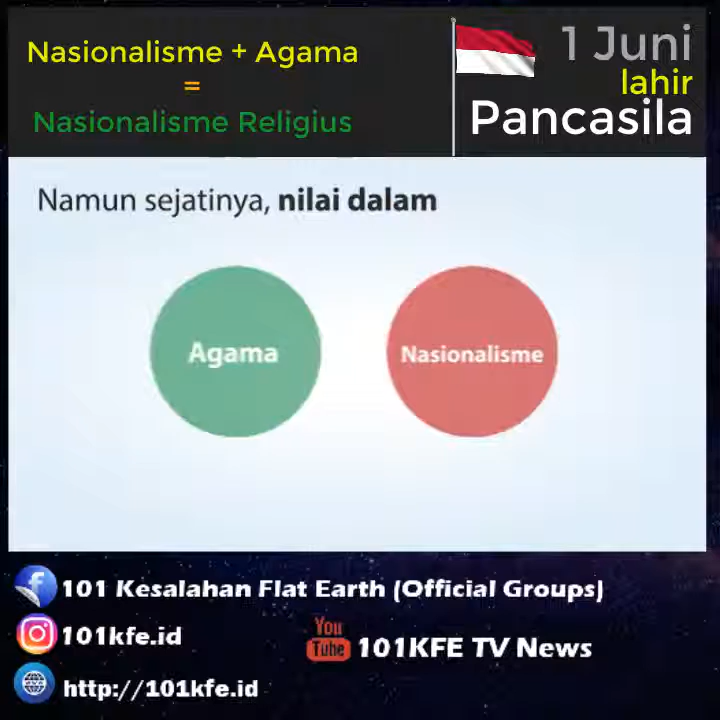 Nasionalisme + Agama
=
Nasionalisme Religius
1 Juni
lahir
Pancasila
Namun sejatinya, nilai dalam
Agama
Nasionalisme
101 Kesalahan Flat Earth (Official Groups)
101kfe.id
You Tube 101KFE TV News
http://101kfe.id